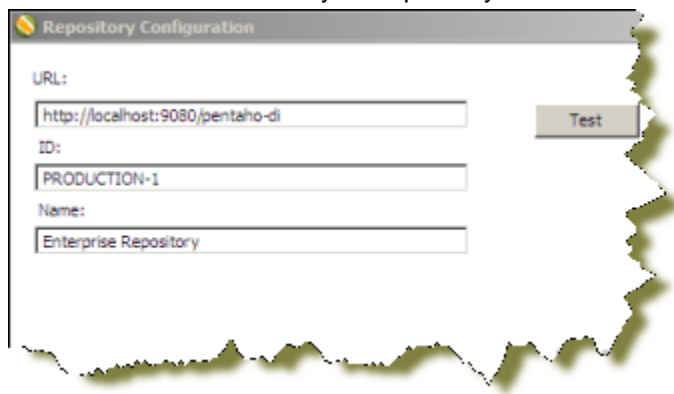 Repository Configuration
URL:
http://localhost:9080/pentaho-di
Test
ID:
PRODUCTION-1
Name:
Enterprise Repository